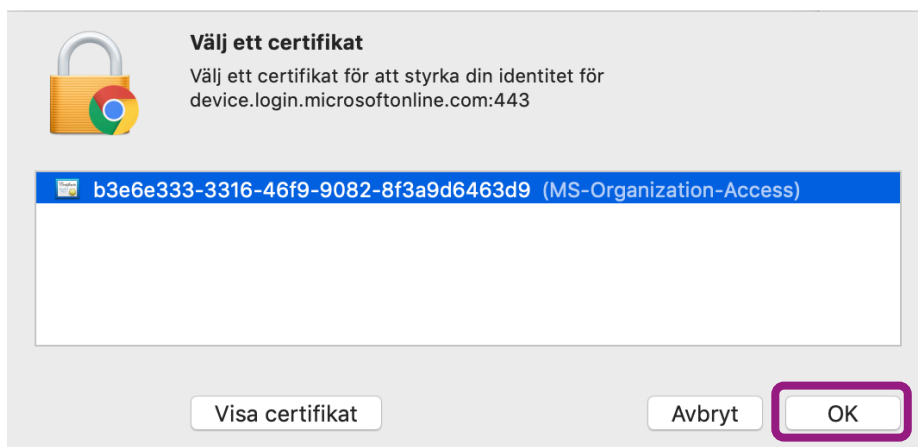 Välj ett certifikat
Välj ett certifikat för att styrka din identitet för
device.login.microsoftonline.com:443
b3e6e333-3316-46f9-9082-8f3a9d6463d9 (MS-Organization-Access)
Visa certifikat
Avbryt
OK